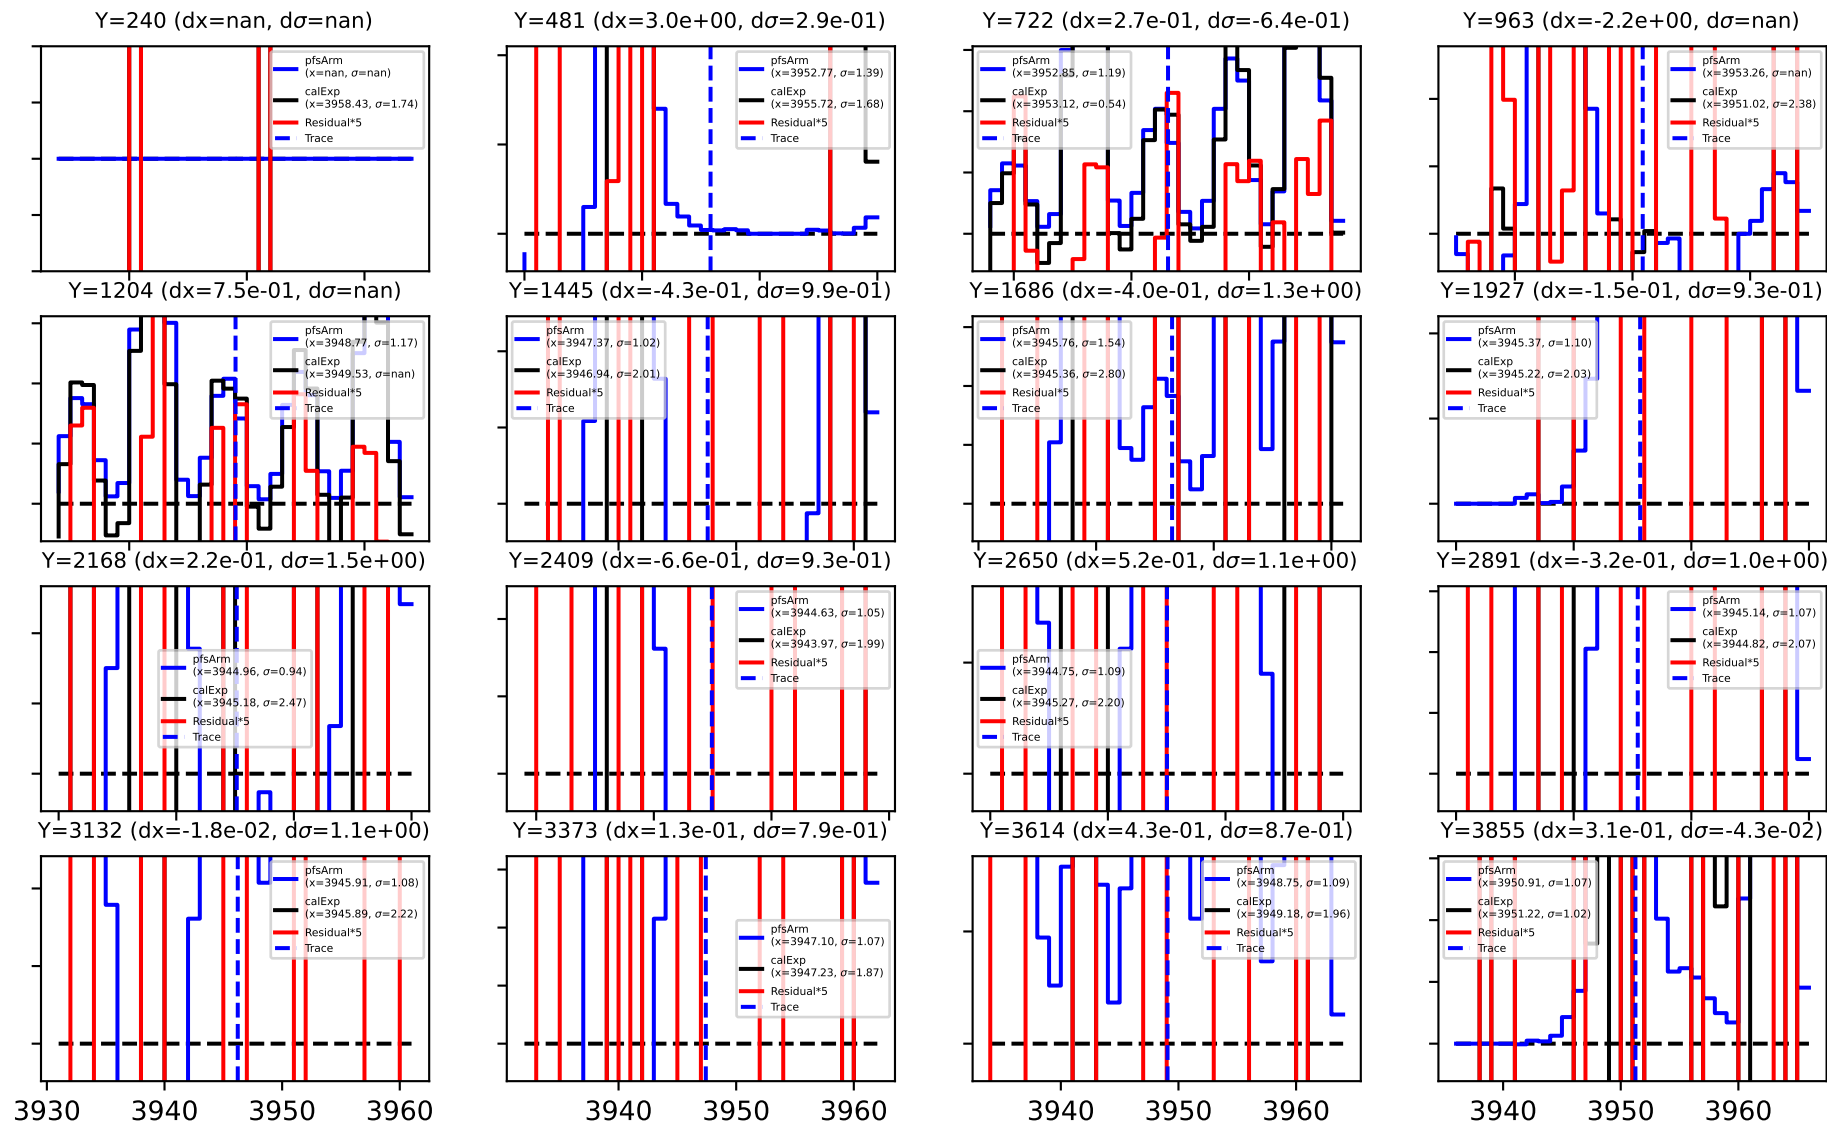 Y=240 (dx=nan, dσ=nan)
pfsArm
(x=nan, σ=nan)
calExp
(x=3958.43, σ=1.74)
Residual*5
Trace
Y=481 (dx=3.0e+00, dσ=2.9e-01)
pfsArm
(x=3952.77, σ=1.39)
calExp
(x=3955.72, σ=1.68)
Residual*5
Trace
Y=722 (dx=2.7e-01, dσ=-6.4e-01)
pfsArm
(x=3952.85, σ=1.19)
calExp
(x=3953.12, σ=0.54)
Residual*5
Trace
Y=963 (dx=-2.2e+00, dσ=nan)
pfsArm
(x=3953.26, σ=nan)
calExp
(x=3951.02, σ=2.38)
Residual*5
Trace
Y=1204 (dx=7.5e-01, dσ=nan)
pfsArm
(x=3948.77, σ=1.17)
calExp
(x=3949.53, σ=nan)
Residual*5
Trace
Y=1445 (dx=-4.3e-01, dσ=9.9e-01)
pfsArm
(x=3947.37, σ=1.02)
calExp
(x=3946.94, σ=2.01)
Residual*5
Trace
Y=1686 (dx=-4.0e-01, dσ=1.3e+00)
pfsArm
(x=3945.76, σ=1.54)
calExp
(x=3945.36, σ=2.80)
Residual*5
Trace
Y=1927 (dx=-1.5e-01, dσ=9.3e-01)
pfsArm
(x=3945.37, σ=1.10)
calExp
(x=3945.22, σ=2.03)
Residual*5
Trace
Y=2168 (dx=2.2e-01, dσ=1.5e+00)
pfsArm
(x=3944.96, σ=0.94)
calExp
(x=3945.18, σ=2.47)
Residual*5
Trace
Y=2409 (dx=-6.6e-01, dσ=9.3e-01)
pfsArm
(x=3944.63, σ=1.05)
calExp
(x=3943.97, σ=1.99)
Residual*5
Trace
Y=2650 (dx=5.2e-01, dσ=1.1e+00)
pfsArm
(x=3944.75, σ=1.09)
calExp
(x=3945.27, σ=2.20)
Residual*5
Trace
Y=2891 (dx=-3.2e-01, dσ=1.0e+00)
pfsArm
(x=3945.14, σ=1.07)
calExp
(x=3944.82, σ=2.07)
Residual*5
Trace
Y=3132 (dx=-1.8e-02, dσ=1.1e+00)
pfsArm
(x=3945.91, σ=1.08)
calExp
(x=3945.89, σ=2.22)
Residual*5
Trace
Y=3373 (dx=1.3e-01, dσ=7.9e-01)
pfsArm
(x=3947.10, σ=1.07)
calExp
(x=3947.23, σ=1.87)
Residual*5
Trace
Y=3614 (dx=4.3e-01, dσ=8.7e-01)
pfsArm
(x=3948.75, σ=1.09)
calExp
(x=3949.18, σ=1.96)
Residual*5
Trace
Y=3855 (dx=3.1e-01, dσ=-4.3e-02)
pfsArm
(x=3950.91, σ=1.07)
calExp
(x=3951.22, σ=1.02)
Residual*5
Trace
3930 3940 3950 3960
3940 3950 3960
3940 3950 3960
3940 3950 3960